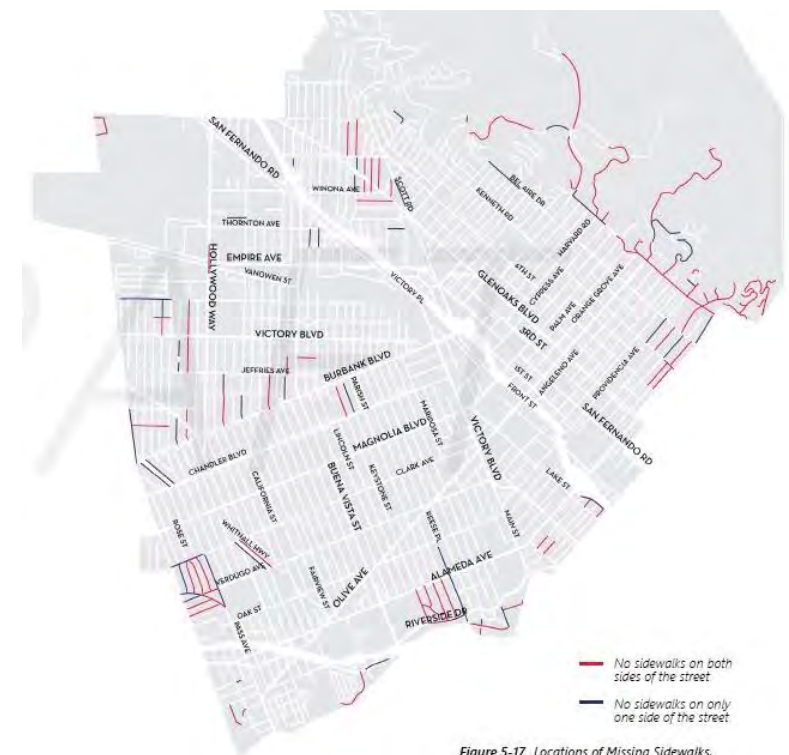 SAN FERNANDO RD
WINONA AVE
SCOTT RD
BELAIRE DR
KENNETH RD
THORNTON AVE
HARVARD RD
EMPIRE AVE
HOLLYWOOD WAY
VANOWEN ST
6TH ST
CYPRESS AVE
GLENOAKS BLVD
VICTORY PL
PALM AVE
ORANGE GROVE AVE
3RD ST
VICTORY BLVD
JEFFRIES AVE
BURBANK BLVD
1ST ST
ANGELENO AVE
PROVIDENCIA AVE
FRONT ST
PARISH ST
MARIPOSA ST
SAN FERNANDO RD
MAGNOLIA BLVD
VICTORY BLVD
LINCOLN ST
CHANDLER BLVD
KEYSTONE ST
CLARK AVE
BUENA VISTA ST
CALIFORNIA ST
LAKE ST
ROSE ST
WHITNALL HWY
REESE PL
MAIN ST
VERDUGO AVE
FAIRVIEW ST
OLIVE AVE
ALAMEDA AVE
OAK ST
RIVERSIDE DR
PASS AVE
No sidewalks on both
sides of the street
No sidewalks on only
one side of the street
Figure 5-17 Locations of Missing Sidewalks.